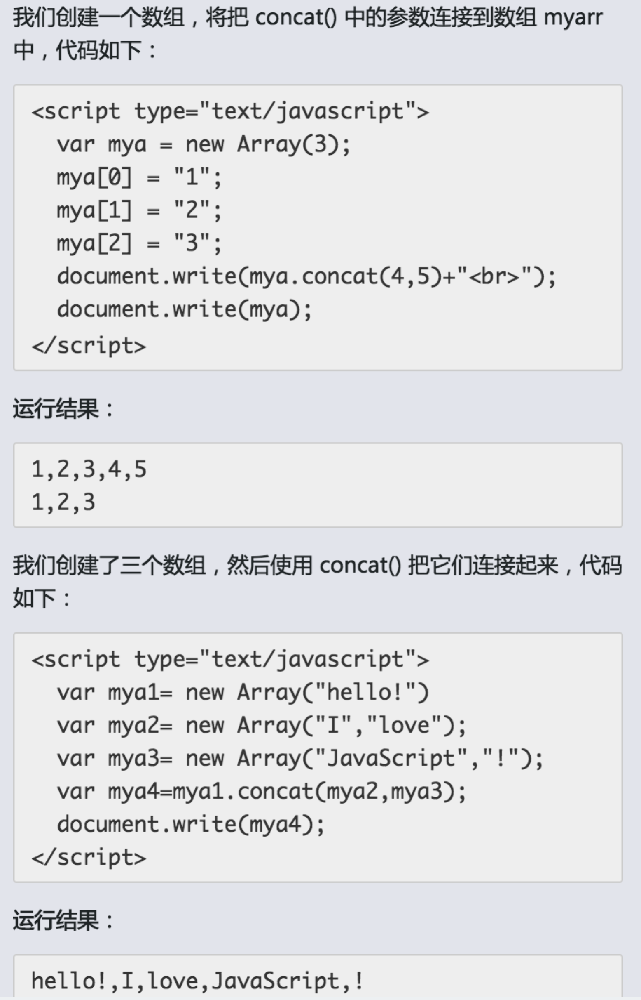 我们创建一个数组，将把 concat() 中的参数连接到数组 myarr
中，代码如下：
<script type="text/javascript">
  var mya = new Array(3);
  mya[0] = "1";
  mya[1] = "2";
  mya[2] = "3";
  document.write(mya.concat(4,5)+"<br>");
  document.write(mya);
</script>
运行结果：
1,2,3,4,5
1,2,3
我们创建了三个数组，然后使用 concat() 把它们连接起来，代码
如下：
<script type="text/javascript">
  var mya1= new Array("hello!")
  var mya2= new Array("I","love");
  var mya3= new Array("JavaScript","!");
  var mya4=mya1.concat(mya2,mya3);
  document.write(mya4);
</script>
运行结果：
hello!,I,love,JavaScript,!